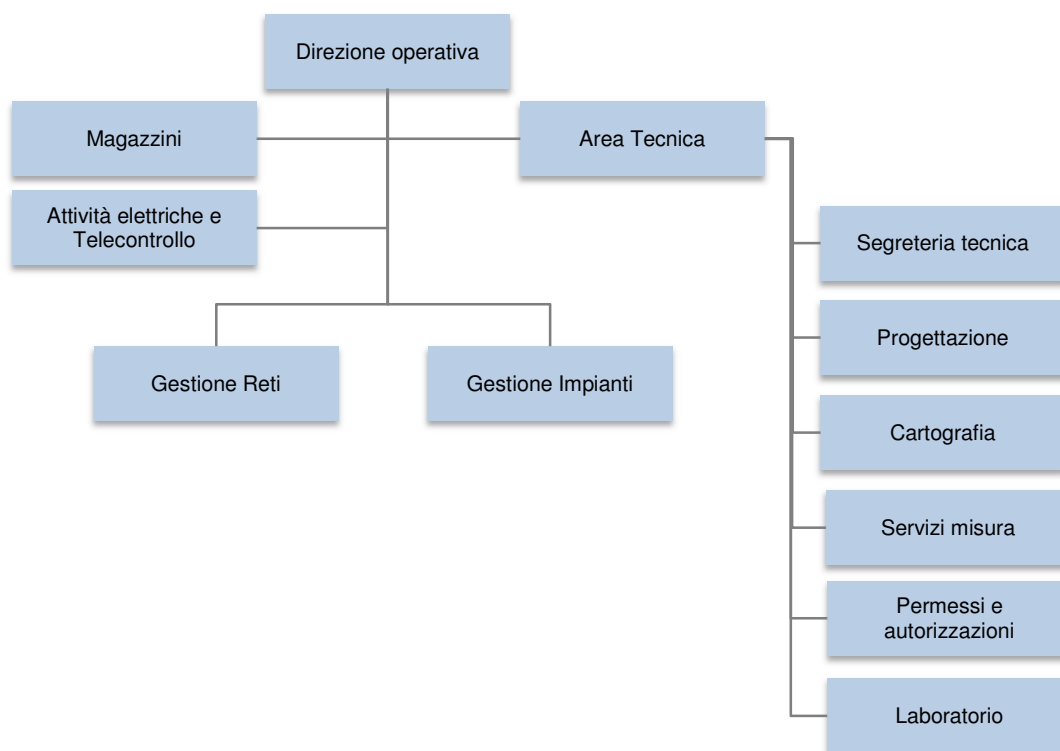 Direzione operativa
Magazzini
Area Tecnica
Attività elettriche e
Telecontrollo
Segreteria tecnica
Progettazione
Gestione Reti
Gestione Impianti
Cartografia
Servizi misura
Permessi e
autorizzazioni
Laboratorio